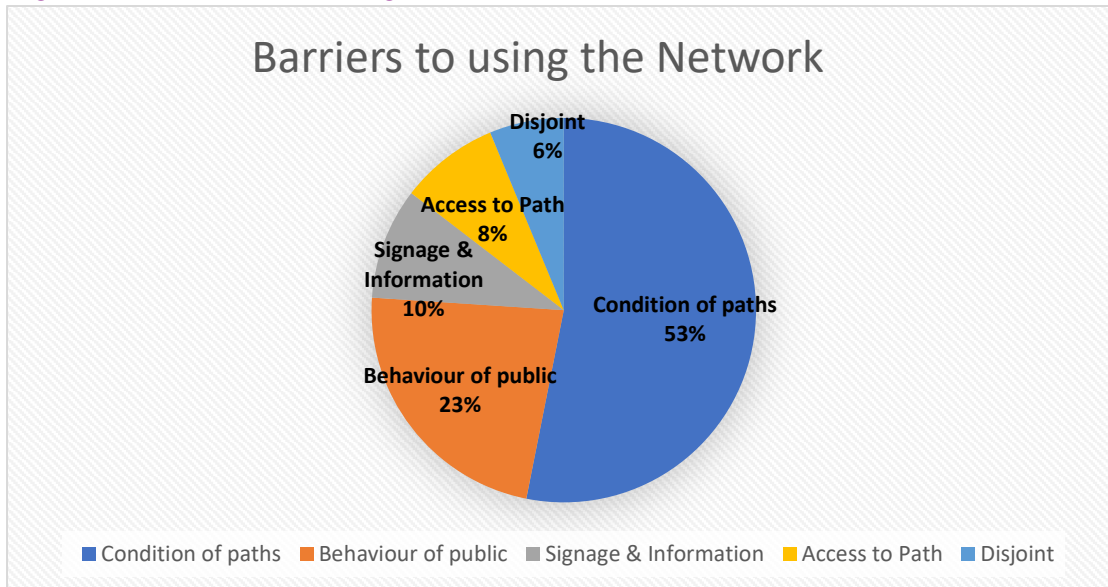 Barriers to using the Network
Disjoint
6%
Access to Path
8%
Signage &
Information
10%
Condition of paths
53%
Behaviour of public
23%
Condition of paths Behaviour of public Signage & Information Access to Path Disjoint